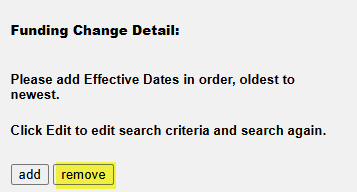 Funding Change Detail:
Please add Effective Dates in order, oldest to
newest.
Click Edit to edit search criteria and search again.
add remove